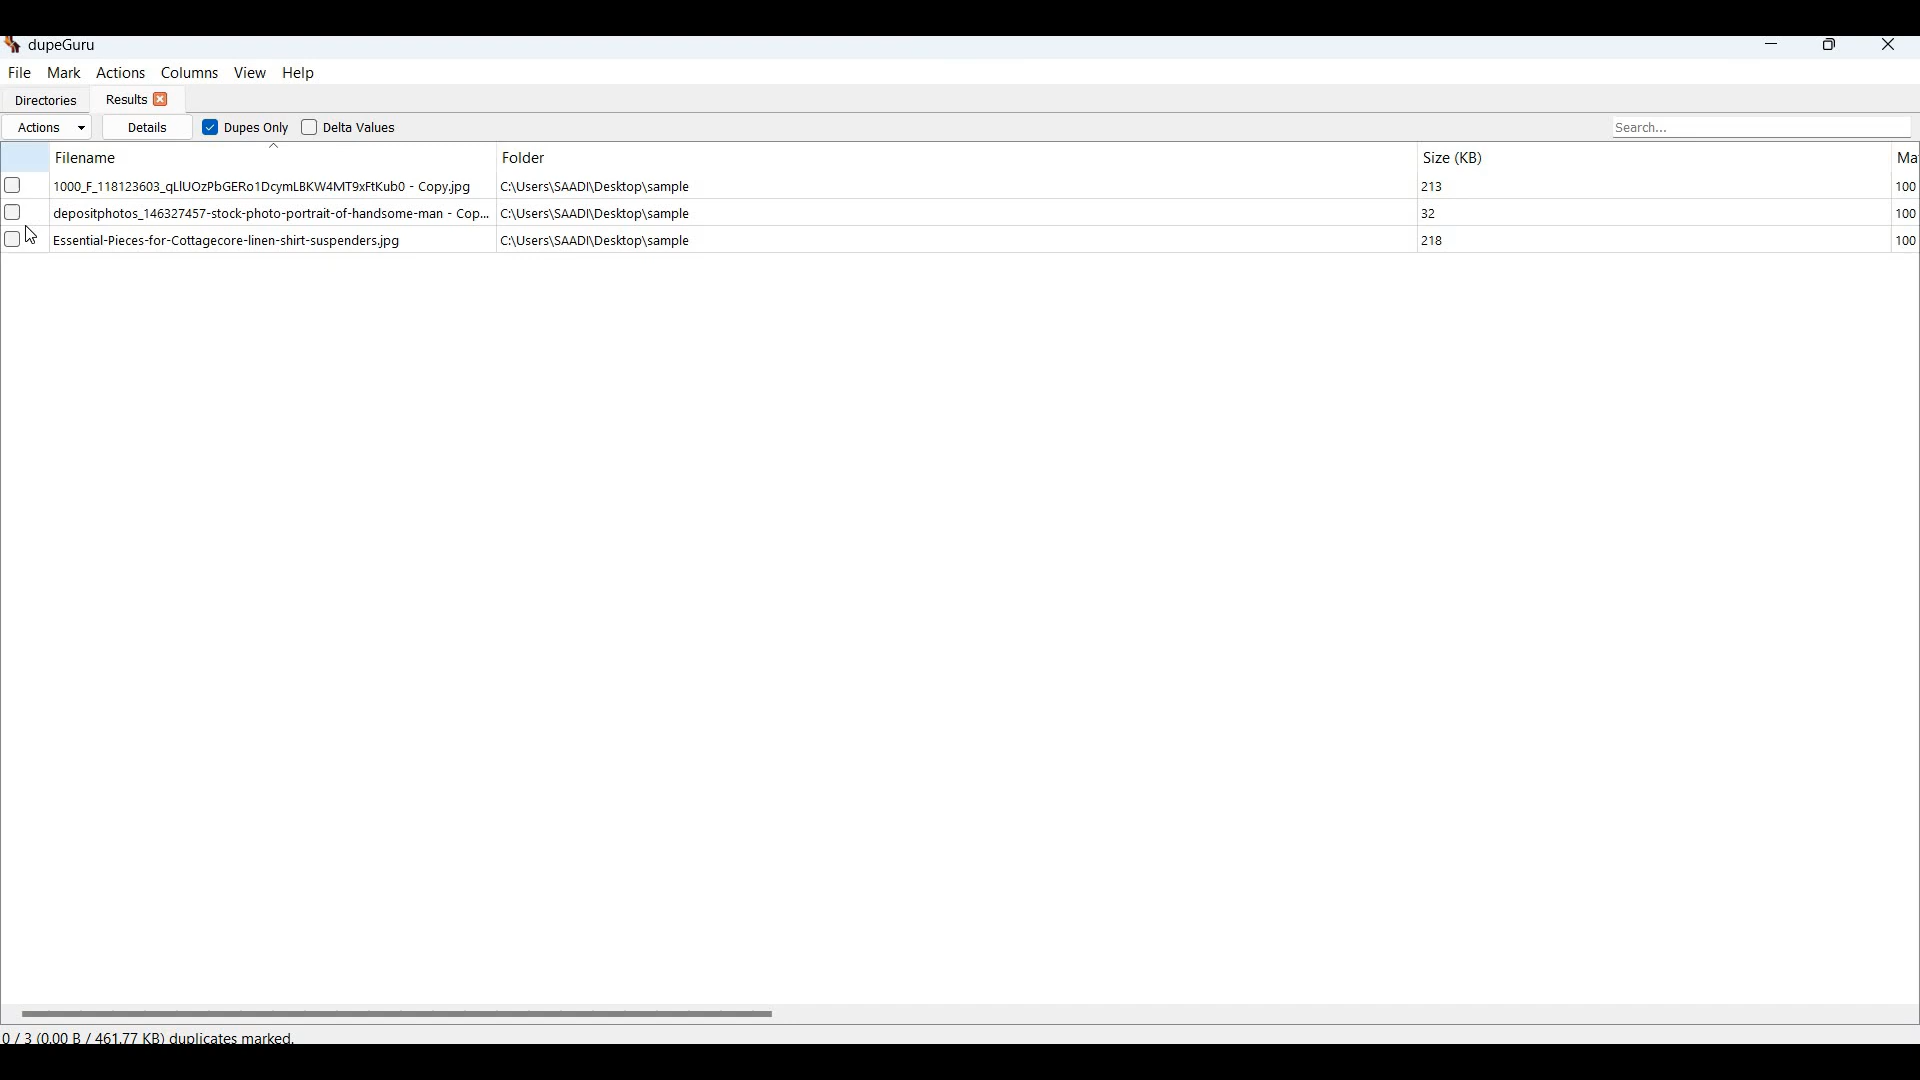 dupeGuru
File Mark Actions Columns View Help
Directories Results
Actions Details Dupes Only Delta Values Search...
Filename Folder Size (KB) Ma
1000_F_118123603_qLlUOzPbGERo1DcymLBKW4MT9xFtKub0 - Copy.jpg C:\Users\SAADI\Desktop\sample 213 100
depositphotos_146327457-stock-photo-portrait-of-handsome-man - Cop... C:\Users\SAADI\Desktop\sample 32 100
Essential-Pieces-for-Cottagecore-linen-shirt-suspenders.jpg C:\Users\SAADI\Desktop\sample 218 100
0 / 3 (0.00 B / 461.77 KB) duplicates marked.